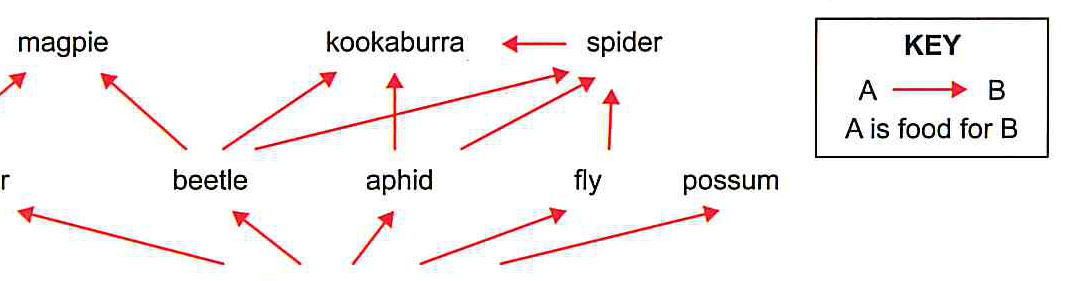 magpie kookaburra spider
KEY
A B
A is food for B
r beetle aphid fly possum